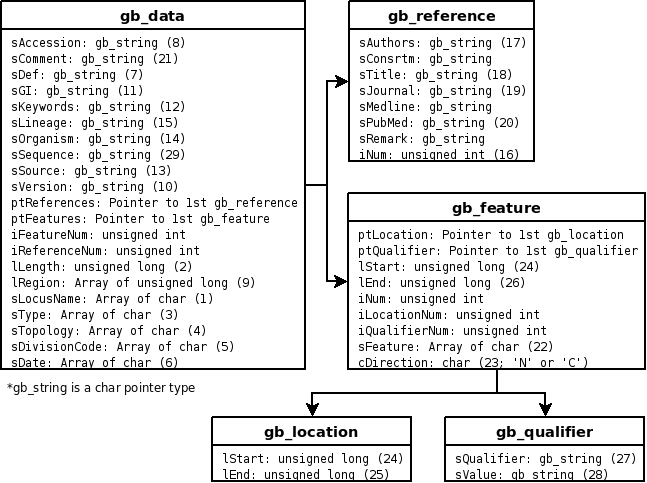 gb_data
sAccession: gb_string (8)
sComment: gb_string (21)
sDef: gb_string (7)
sGI: gb_string (11)
sKeywords: gb_string (12)
sLineage: gb_string (15)
sOrganism: gb_string (14)
sSequence: gb_string (29)
sSource: gb_string (13)
sVersion: gb_string (10)
ptReferences: Pointer to 1st gb_reference
ptFeatures: Pointer to 1st gb_feature
iFeatureNum: unsigned int
iReferenceNum: unsigned int
lLength: unsigned long (2)
lRegion: Array of unsigned long (9)
sLocusName: Array of char (1)
sType: Array of char (3)
sTopology: Array of char (4)
sDivisionCode: Array of char (5)
sDate: Array of char (6)
*gb_string is a char pointer type
gb_reference
sAuthors: gb_string (17)
sConsrtm: gb_string
sTitle: gb_string (18)
sJournal: gb_string (19)
sMedline: gb_string
sPubMed: gb_string (20)
sRemark: gb_string
iNum: unsigned int (16)
gb_feature
ptLocation: Pointer to 1st gb_location
ptQualifier: Pointer to 1st gb_qualifier
lStart: unsigned long (24)
lEnd: unsigned long (26)
iNum: unsigned int
iLocationNum: unsigned int
iQualifierNum: unsigned int
sFeature: Array of char (22)
cDirection: char (23; 'N' or 'C')
gb_location
lStart: unsigned long (24)
lEnd: unsigned long (25)
gb_qualifier
sQualifier: gb_string (27)
sValue: gb_string (28)